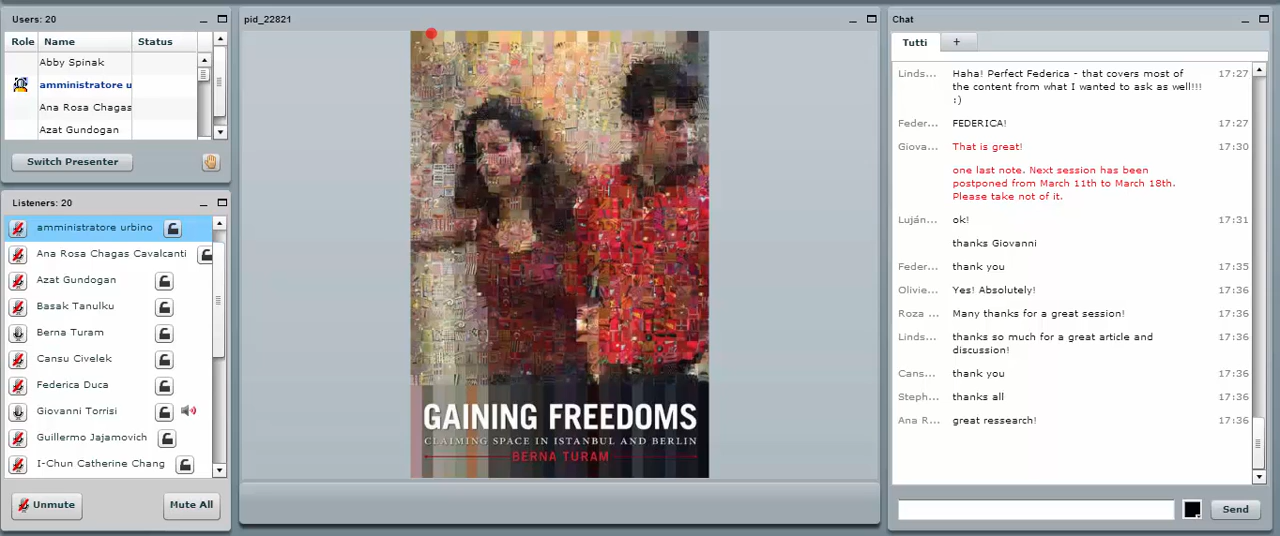 Users: 20
Role Name Status
Abby Spinak
amministratore u
Ana Rosa Chagas
Azat Gundogan
Switch Presenter
Listeners: 20
amministratore urbino
Ana Rosa Chagas Cavalcanti
Azat Gundogan
Basak Tanulku
Berna Turam
Cansu Civelek
Federica Duca
Giovanni Torrisi
Guillermo Jajamovich
I-Chun Catherine Chang
Unmute Mute All
pid_22821
GAINING FREEDOMS
CLAIMING SPACE IN ISTANBUL AND BERLIN
BERNA TURAM
Chat
Tutti +
Linds... Haha! Perfect Federica - that covers most of 17:27
the content from what I wanted to ask as well!!!
:)
Feder... FEDERICA! 17:27
Giova... That is great! 17:30
one last note. Next session has been
postponed from March 11th to March 18th.
Please take not of it.
Luján... ok! 17:31
thanks Giovanni
Feder... thank you 17:35
Olivie... Yes! Absolutely! 17:36
Roza ... Many thanks for a great session! 17:36
Linds... thanks so much for a great article and 17:36
discussion!
Cans... thank you 17:36
Steph... thanks all 17:36
Ana R... great ressearch! 17:36
Send